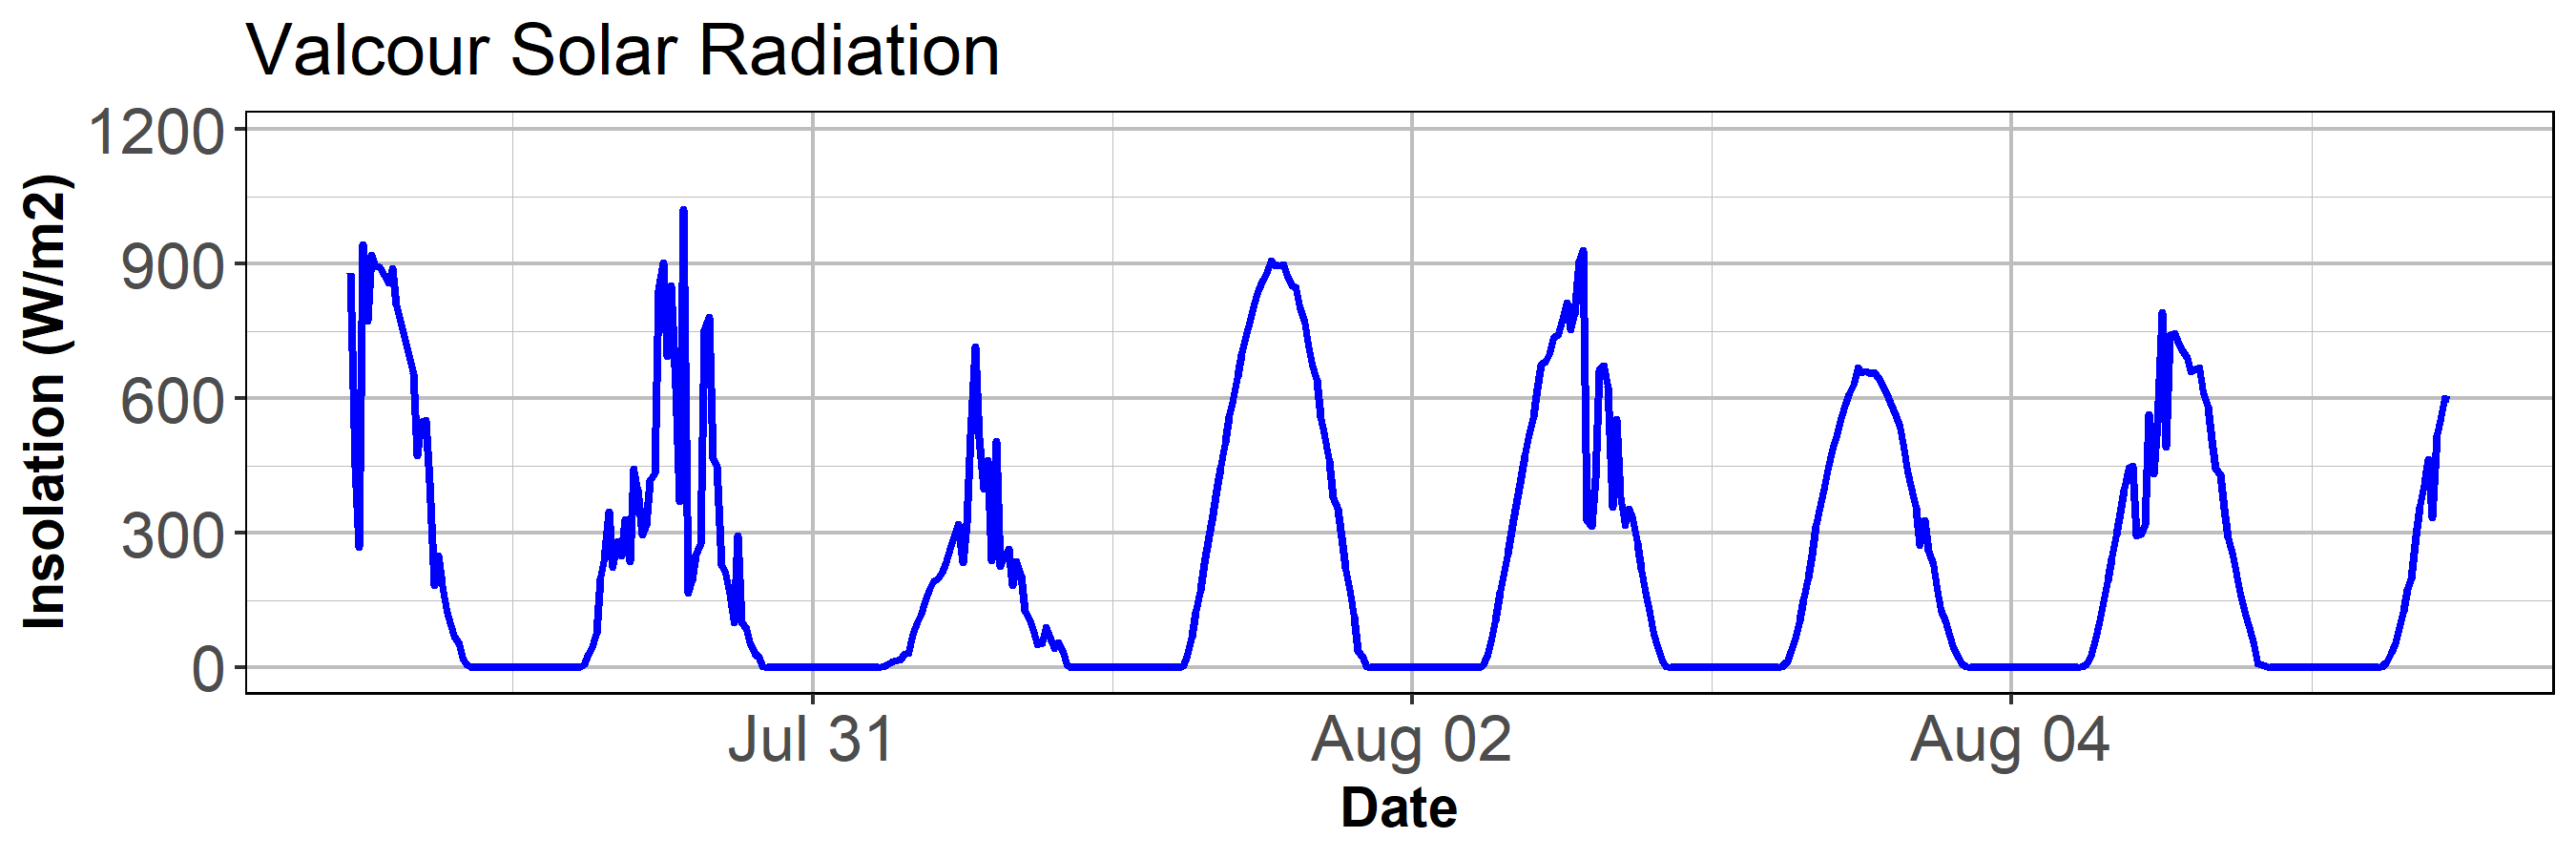 Valcour Solar Radiation
1200
900
600
300
0
Insolation (W/m2)
Jul 31 Aug 02 Aug 04
Date